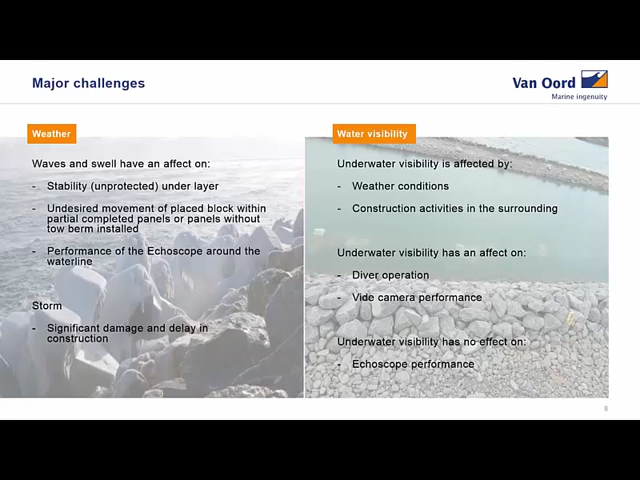 Major challenges
Van Oord
Marine ingenuity
Weather
Waves and swell have an affect on:
- Stability (unprotected) under layer
- Undesired movement of placed block within
partial completed panels or panels without
tow berm installed
- Performance of the Echoscope around the
waterline
Storm
- Significant damage and delay in
construction
Water visibility
Underwater visibility is affected by:
- Weather conditions
- Construction activities in the surrounding
Underwater visibility has an affect on:
- Diver operation
- Vide camera performance
Underwater visibility has no effect on:
- Echoscope performance